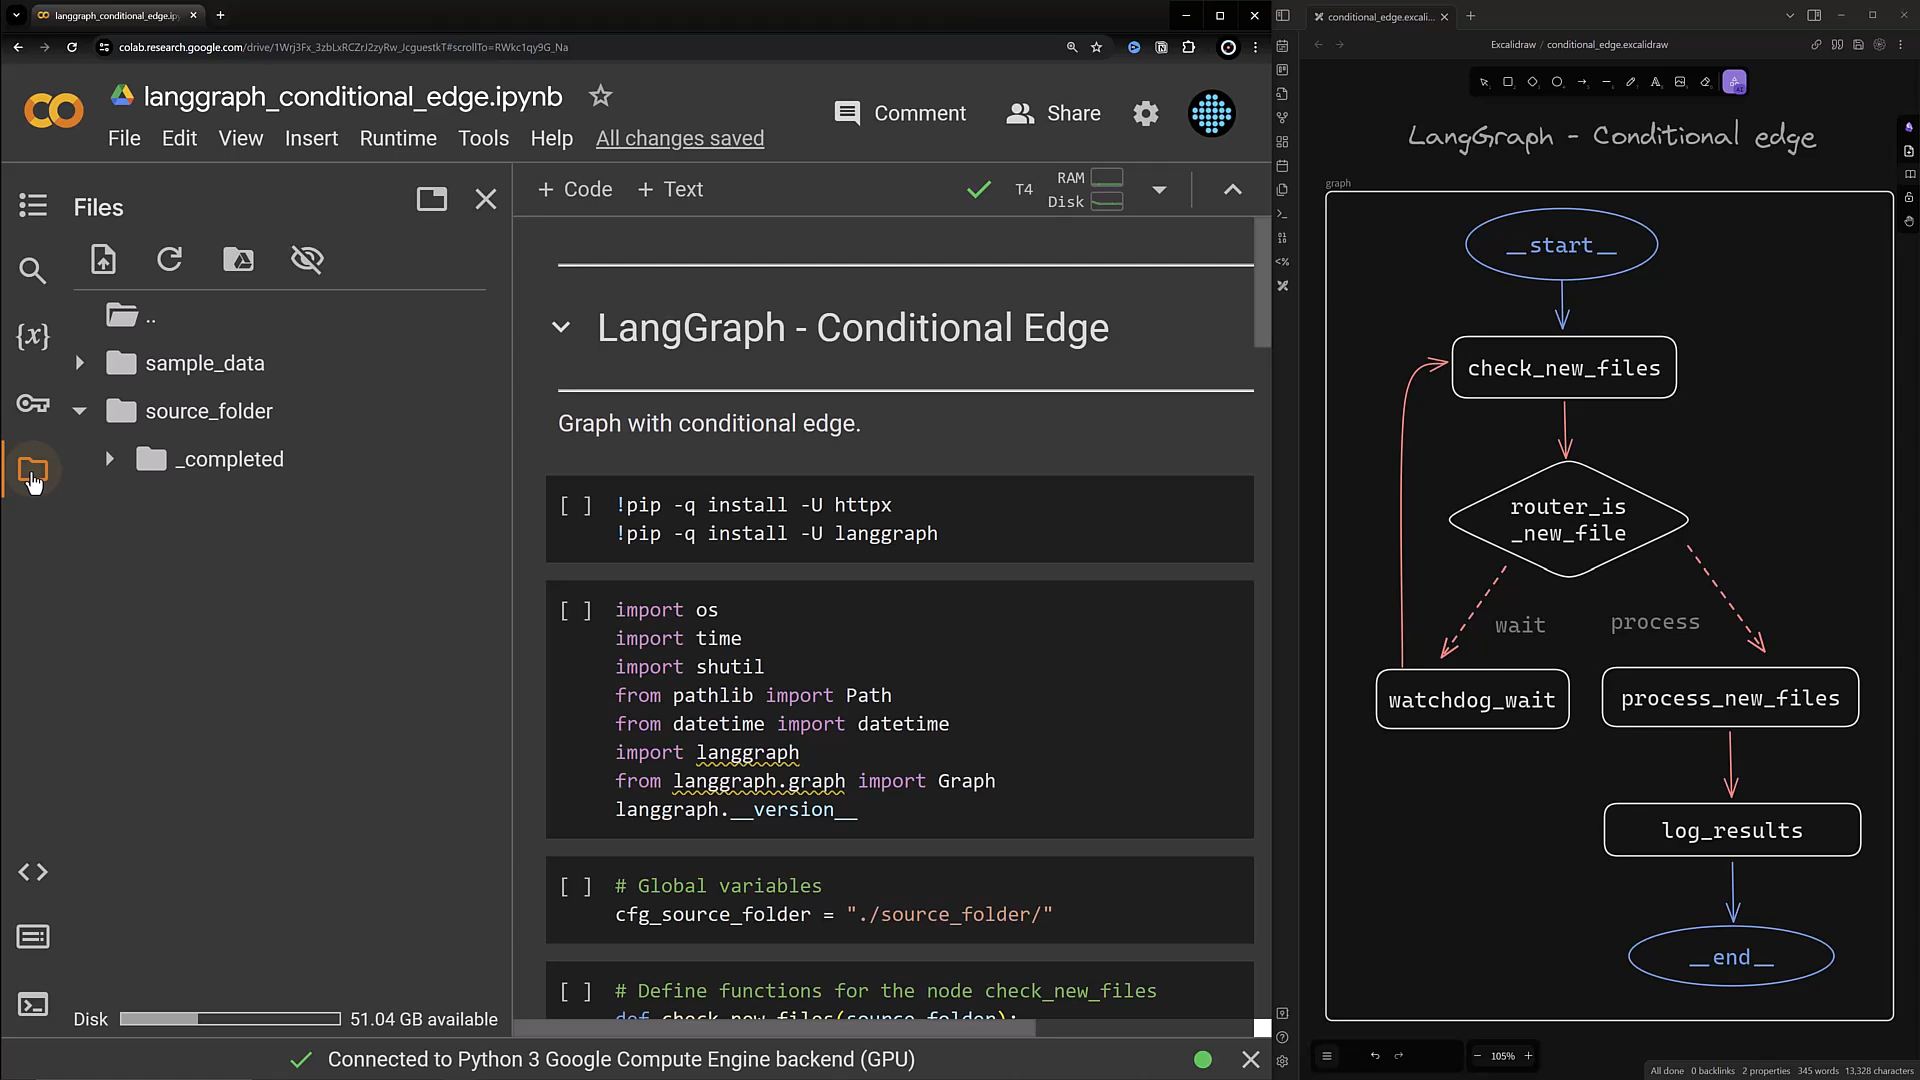 langgraph_conditional_edge.ipy
colab.research.google.com/drive/1Wrj3Fx_3zbLxRCZrJ2zyRw_JcguestkT#scrollTo=RWkc1qy9G_Na
langgraph_conditional_edge.ipynb
Comment
Share
File
Edit
View
Insert
Runtime
Tools
Help
All changes saved
Files
..
sample_data
source_folder
_completed
Disk
51.04 GB available
+ Code
+ Text
T4
RAM
Disk
LangGraph - Conditional Edge
Graph with conditional edge.
[ ] !pip -q install -U httpx
!pip -q install -U langgraph
[ ] import os
import time
import shutil
from pathlib import Path
from datetime import datetime
import langgraph
from langgraph.graph import Graph
langgraph.__version__
[ ] # Global variables
cfg_source_folder = "./source_folder/"
[ ] # Define functions for the node check_new_files
def check_new_files(source_folder):
Connected to Python 3 Google Compute Engine backend (GPU)
conditional_edge.excali...
Excalidraw / conditional_edge.excalidraw
LangGraph - Conditional edge
graph
__start__
check_new_files
router_is
_new_file
wait
process
watchdog_wait
process_new_files
log_results
__end__
105%
All done 0 backlinks 2 properties 345 words 13,328 characters